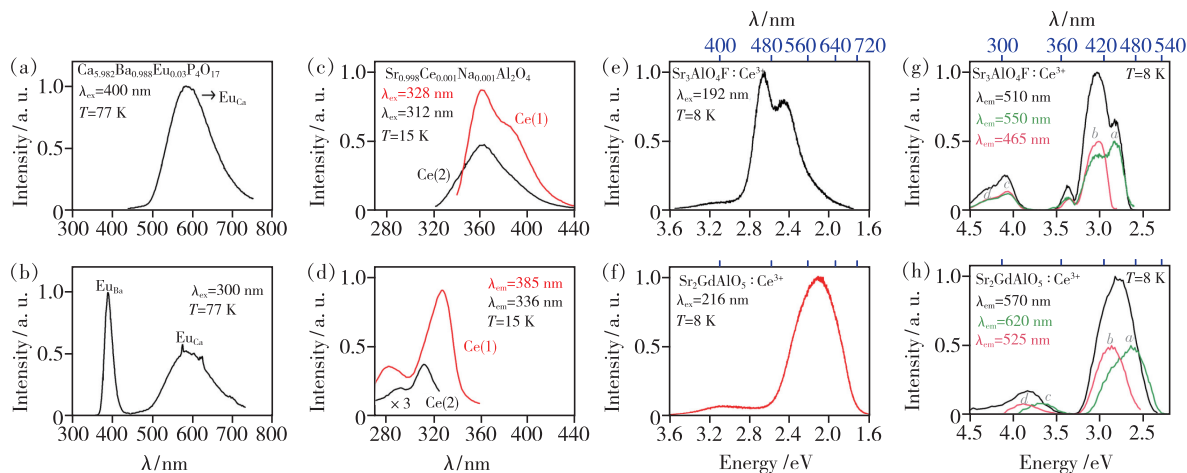 λ/nm
400 480 560 640 720
λ/nm
300 360 420 480 540
(a)
Ca5.982Ba0.988Eu0.03P4O17
λex=400 nm
T=77 K
→EuCa
Intensity/a. u.
1.0
0.5
0
300 400 500 600 700 800
(b)
EuBa
λex=300 nm
T=77 K
EuCa
Intensity/a. u.
1.0
0.5
0
300 400 500 600 700 800
λ/nm
(c)
Sr0.998Ce0.001Na0.001Al2O4
λex=328 nm
λex=312 nm
T=15 K
Ce(1)
Ce(2)
Intensity/a. u.
1.0
0.5
0
280 320 360 400 440
(d)
λem=385 nm
λem=336 nm
T=15 K
Ce(1)
×3
Ce(2)
Intensity/a. u.
1.0
0.5
0
280 320 360 400 440
λ/nm
(e)
Sr3AlO4F:Ce3+
λex=192 nm
T=8 K
Intensity/a. u.
1.0
0.5
0
3.6 3.2 2.8 2.4 2.0 1.6
(f)
Sr2GdAlO5:Ce3+
λex=216 nm
T=8 K
Intensity/a. u.
1.0
0.5
0
3.6 3.2 2.8 2.4 2.0 1.6
Energy /eV
(g)
Sr3AlO4F:Ce3+
T=8 K
λem=510 nm
λem=550 nm
λem=465 nm
b a
d c
Intensity/a. u.
1.0
0.5
0
4.5 4.0 3.5 3.0 2.5
(h)
Sr2GdAlO5:Ce3+
T=8 K
λem=570 nm
λem=620 nm
λem=525 nm
b a
d c
Intensity/a. u.
1.0
0.5
0
4.5 4.0 3.5 3.0 2.5
Energy /eV